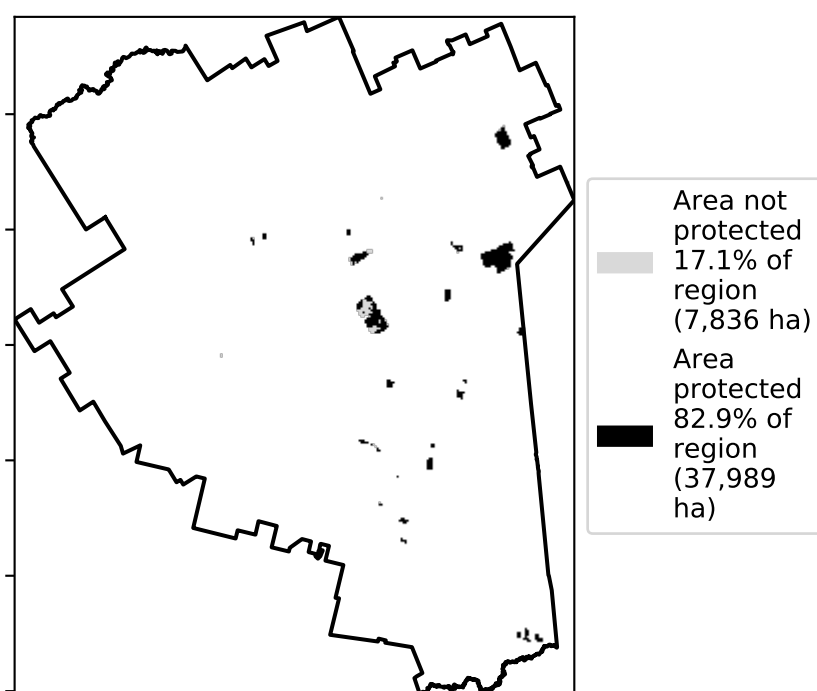 Area not
protected
17.1% of
region
(7,836 ha)
Area
protected
82.9% of
region
(37,989
ha)